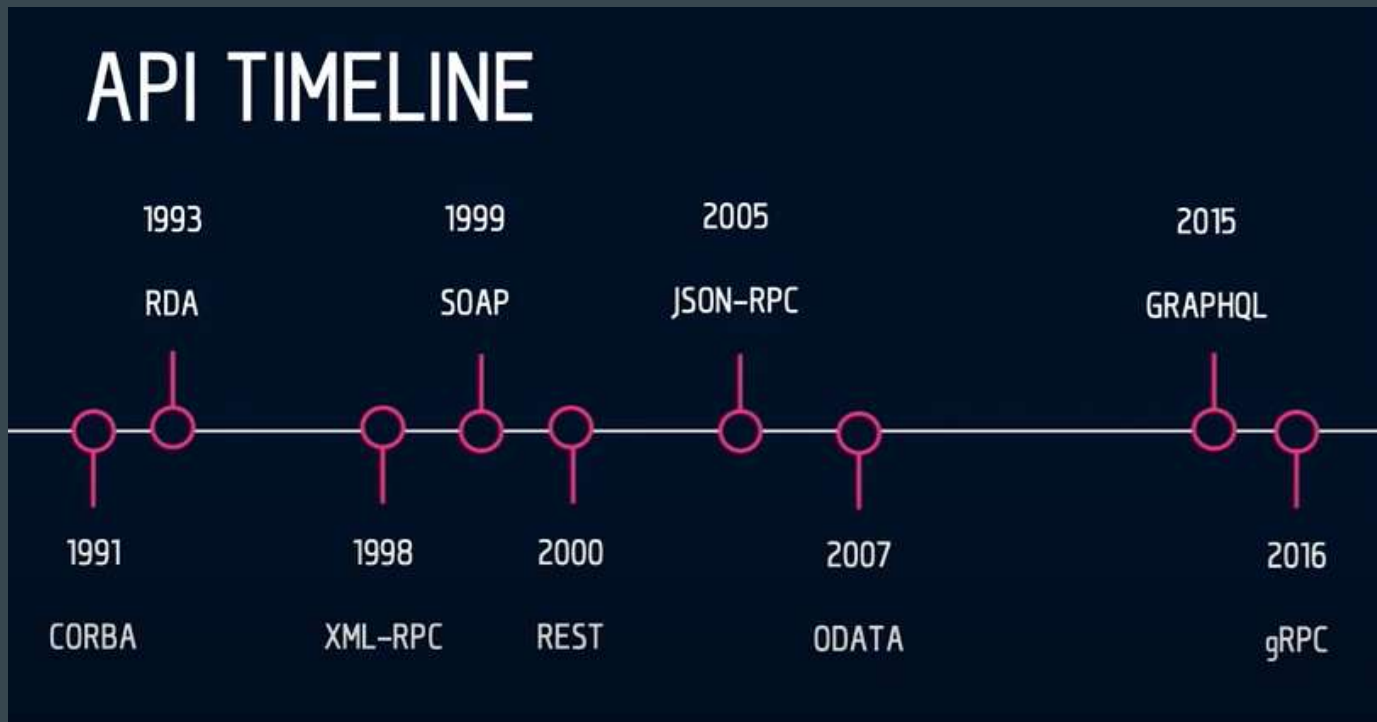 API TIMELINE
1993
RDA
1999
SOAP
2005
JSON-RPC
2015
GRAPHQL
1991
CORBA
1998
XML-RPC
2000
REST
2007
ODATA
2016
gRPC